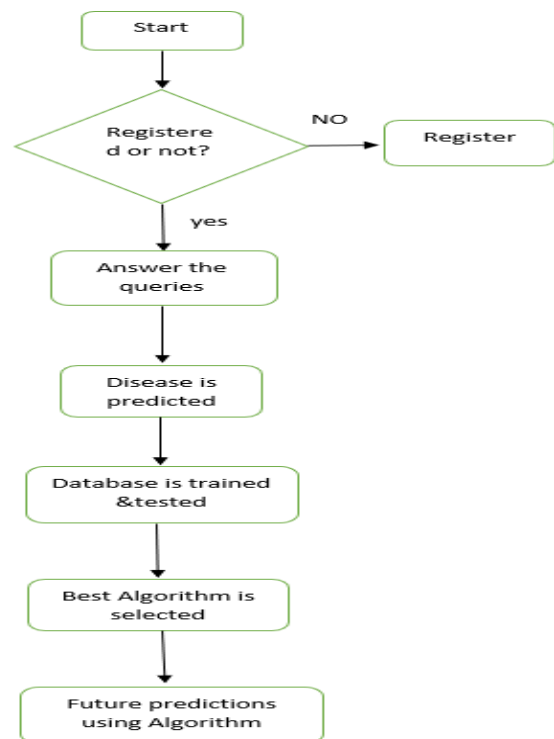 Start
Registere
d or not?
NO
Register
yes
Answer the
queries
Disease is
predicted
Database is trained
&tested
Best Algorithm is
selected
Future predictions
using Algorithm